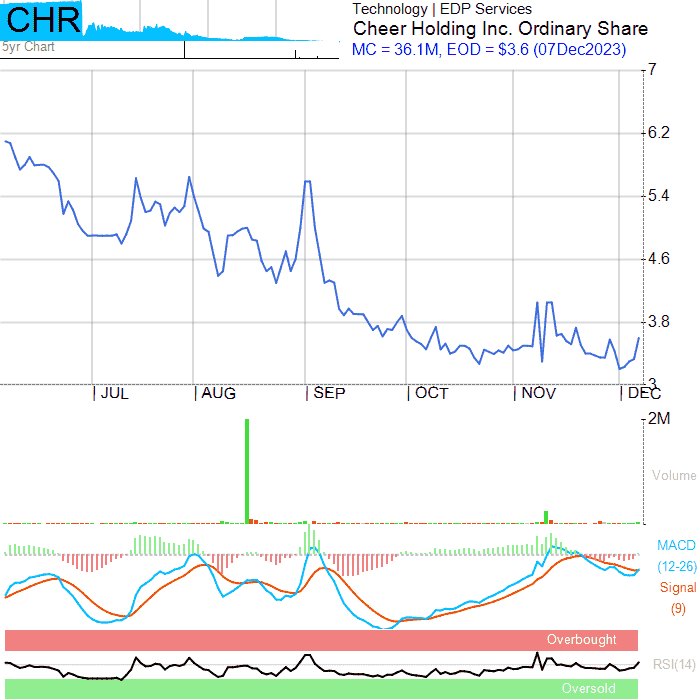 CHR
5yr Chart
Technology | EDP Services
Cheer Holding Inc. Ordinary Share
MC = 36.1M, EOD = $3.6 (07Dec2023)
7
6.2
5.4
4.6
3.8
3
JUL
AUG
SEP
OCT
NOV
DEC
2M
Volume
MACD
(12-26)
Signal
(9)
Overbought
RSI(14)
Oversold